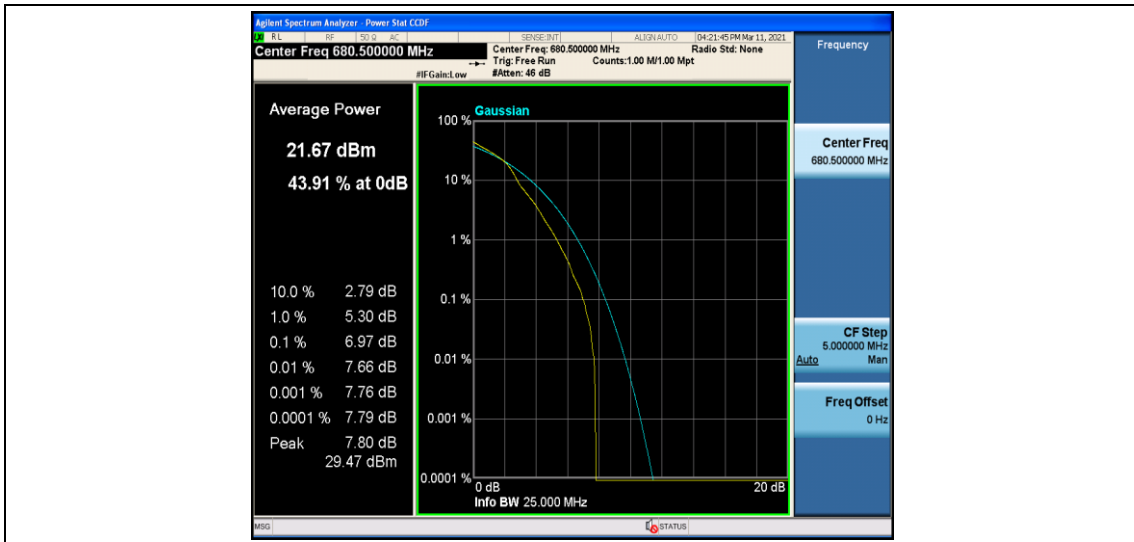 Agilent Spectrum Analyzer - Power Stat CCDF
LXI RL RF 50 Ω AC SENSE:INT ALIGNAUTO 04:21:45 PM Mar 11, 2021
Center Freq 680.500000 MHz
Center Freq: 680.500000 MHz Radio Std: None
Trig: Free Run Counts:1.00 M/1.00 Mpt
#IFGain:Low #Atten: 46 dB
Frequency
Average Power
21.67 dBm
43.91 % at 0dB
10.0 % 2.79 dB
1.0 % 5.30 dB
0.1 % 6.97 dB
0.01 % 7.66 dB
0.001 % 7.76 dB
0.0001 % 7.79 dB
Peak 7.80 dB
29.47 dBm
Gaussian
100 %
10 %
1 %
0.1 %
0.01 %
0.001 %
0.0001 %
0 dB 20 dB
Info BW 25.000 MHz
Center Freq
680.500000 MHz
CF Step
5.000000 MHz
Auto Man
Freq Offset
0 Hz
MSG STATUS